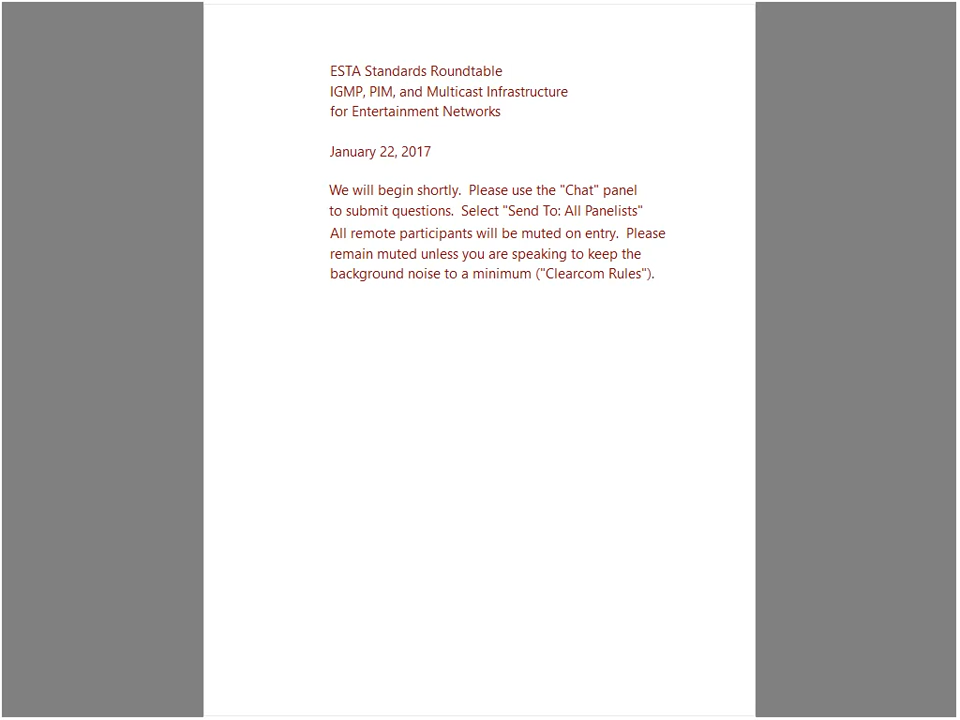 ESTA Standards Roundtable
IGMP, PIM, and Multicast Infrastructure
for Entertainment Networks
January 22, 2017
We will begin shortly.  Please use the "Chat" panel
to submit questions.  Select "Send To: All Panelists"
All remote participants will be muted on entry.  Please
remain muted unless you are speaking to keep the
background noise to a minimum ("Clearcom Rules").